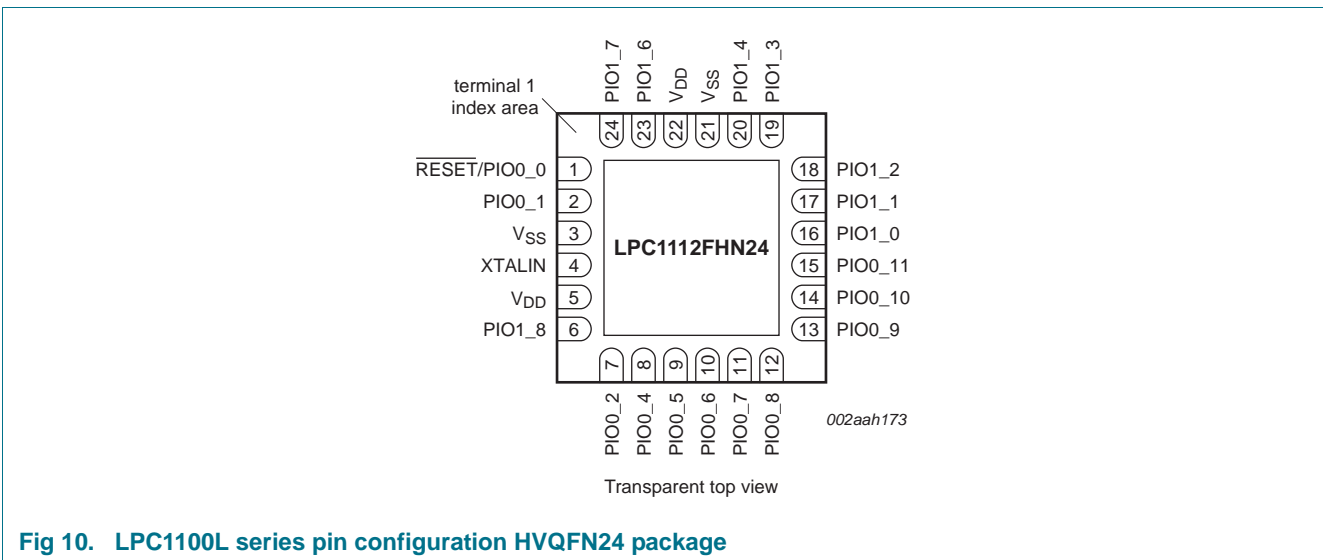 PIO1_7
PIO1_6
VDD
VSS
PIO1_4
PIO1_3
terminal 1
index area
24
23
22
21
20
19
RESET/PIO0_0 1
PIO0_1 2
VSS 3
XTALIN 4
VDD 5
PIO1_8 6
LPC1112FHN24
18 PIO1_2
17 PIO1_1
16 PIO1_0
15 PIO0_11
14 PIO0_10
13 PIO0_9
7
8
9
10
11
12
PIO0_2
PIO0_4
PIO0_5
PIO0_6
PIO0_7
PIO0_8
002aah173
Transparent top view
Fig 10. LPC1100L series pin configuration HVQFN24 package